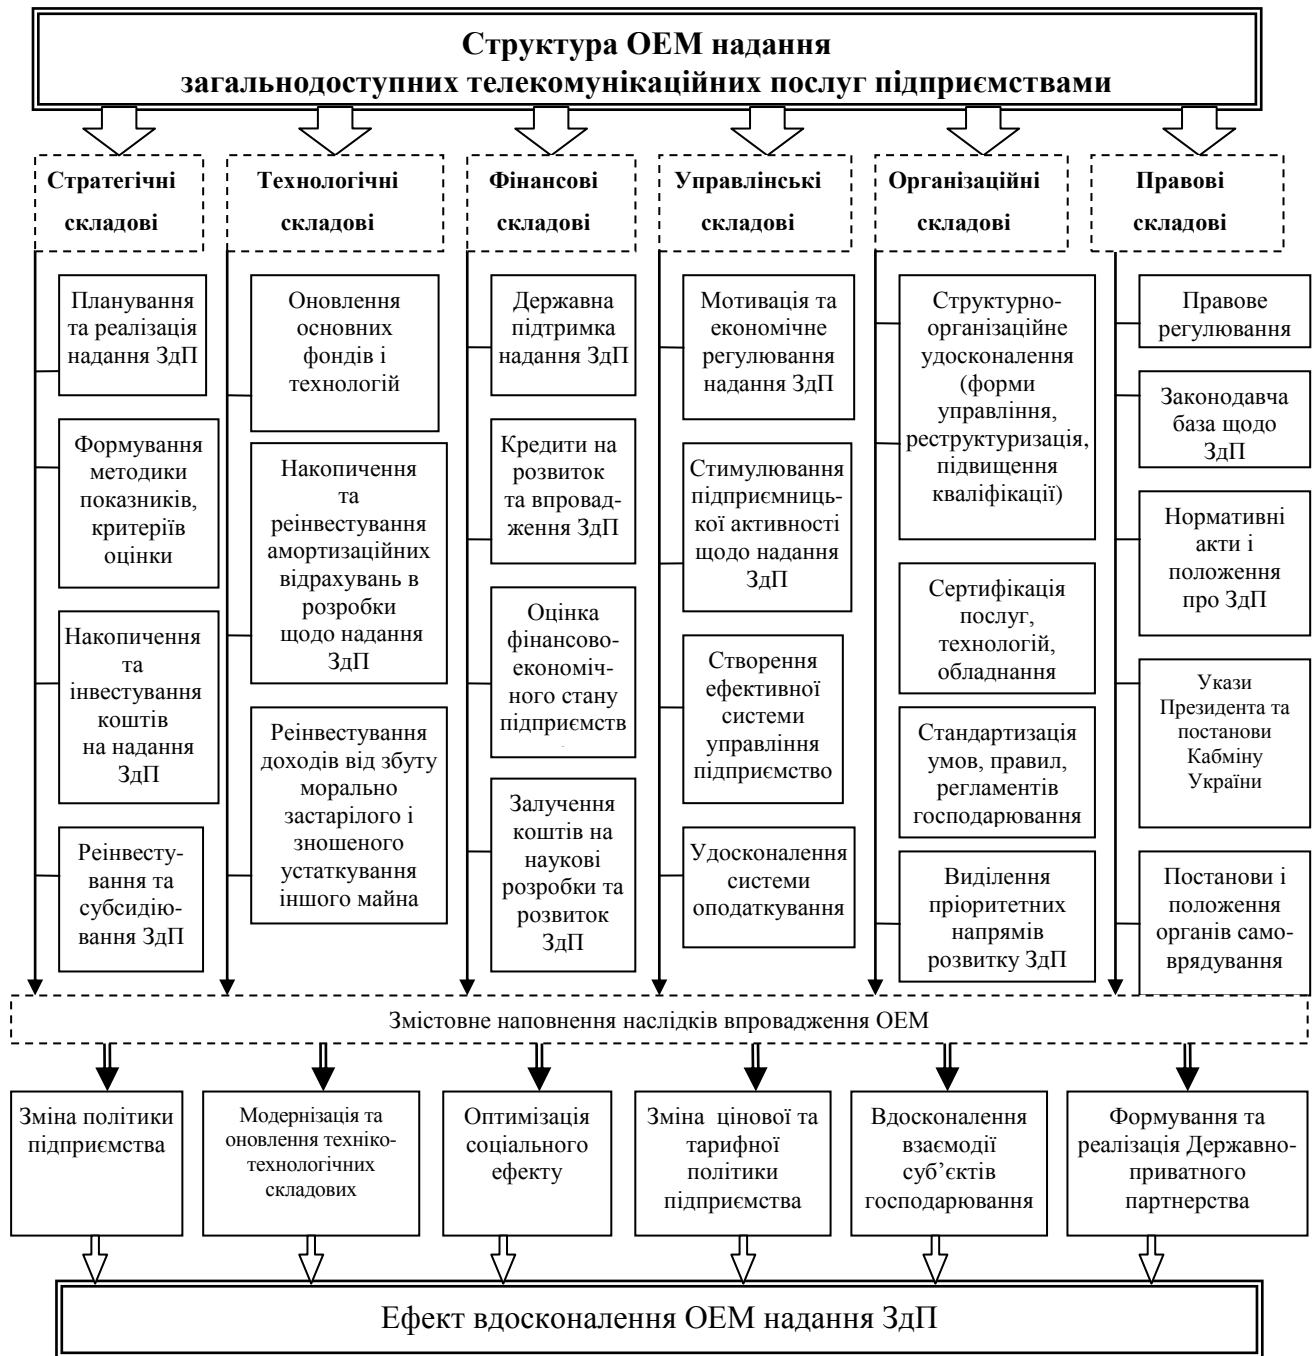 Структура ОЕМ надання
загальнодоступних телекомунікаційних послуг підприємствами
Стратегічні
складові
Технологічні
складові
Фінансові
складові
Управлінські
складові
Організаційні
складові
Правові
складові
Планування
та реалізація
надання ЗдП
Формування
методики
показників,
критеріїв
оцінки
Накопичення
та
інвестування
коштів
на надання
ЗдП
Реінвесту-
вання та
субсидію-
вання ЗдП
Оновлення
основних
фондів і
технологій
Накопичення
та
реінвестування
амортизаційних
відрахувань в
розробки
щодо надання
ЗдП
Реінвестування
доходів від збуту
морально
застарілого і
зношеного
устаткування
іншого майна
Державна
підтримка
надання ЗдП
Кредити на
розвиток
та впровад-
ження ЗдП
Оцінка
фінансово-
економіч-
ного стану
підприємств
Залучення
коштів на
наукові
розробки та
розвиток
ЗдП
Мотивація та
економічне
регулювання
надання ЗдП
Стимулювання
підприємниць-
кої активності
щодо надання
ЗдП
Створення
ефективної
системи
управління
підприємство
Удосконалення
системи
оподаткування
Структурно-
організаційне
удосконалення
(форми
управління,
реструктуризація,
підвищення
кваліфікації)
Сертифікація
послуг,
технологій,
обладнання
Стандартизація
умов, правил,
регламентів
господарювання
Виділення
пріоритетних
напрямів
розвитку ЗдП
Правове
регулювання
Законодавча
база щодо
ЗдП
Нормативні
акти і
положення
про ЗдП
Укази
Президента та
постанови
Кабміну
України
Постанови і
положення
органів само-
врядування
Змістовне наповнення наслідків впровадження ОЕМ
Зміна політики
підприємства
Модернізація та
оновлення техніко-
технологічних
складових
Оптимізація
соціального
ефекту
Зміна цінової та
тарифної
політики
підприємства
Вдосконалення
взаємодії
суб’єктів
господарювання
Формування та
реалізація Державно-
приватного
партнерства
Ефект вдосконалення ОЕМ надання ЗдП